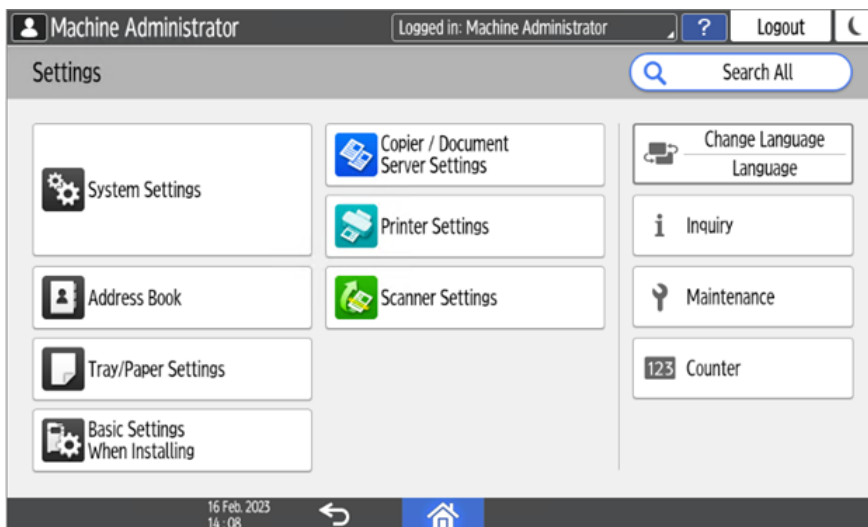 Machine Administrator
Logged in: Machine Administrator
?
Logout
Settings
Search All
System Settings
Address Book
Tray/Paper Settings
Basic Settings
When Installing
Copier / Document
Server Settings
Printer Settings
Scanner Settings
Change Language
Language
i Inquiry
Maintenance
123 Counter
16 Feb. 2023
14:08